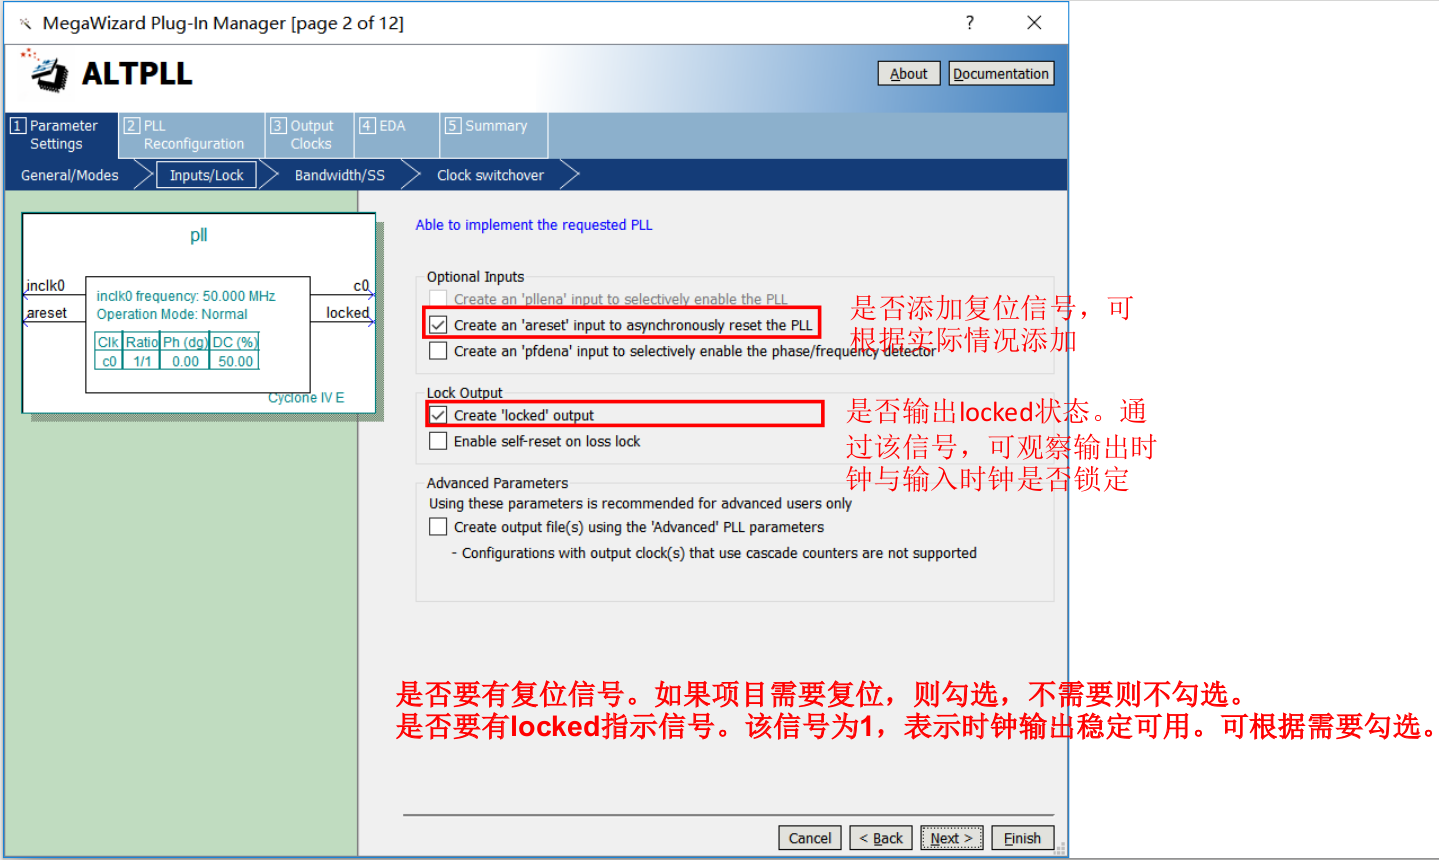 MegaWizard Plug-In Manager [page 2 of 12]
?
ALTPLL
About
Documentation
1 Parameter Settings
2 PLL Reconfiguration
3 Output Clocks
4 EDA
5 Summary
General/Modes
Inputs/Lock
Bandwidth/SS
Clock switchover
pll
inclk0
areset
c0
locked
inclk0 frequency: 50.000 MHz
Operation Mode: Normal
Clk Ratio Ph (dg) DC (%)
c0 1/1 0.00 50.00
Cyclone IV E
Able to implement the requested PLL
Optional Inputs
Create an 'pllena' input to selectively enable the PLL
Create an 'areset' input to asynchronously reset the PLL
Create an 'pfdena' input to selectively enable the phase/frequency detector
是否添加复位信号，可
根据实际情况添加
Lock Output
Create 'locked' output
Enable self-reset on loss lock
是否输出locked状态。通
过该信号，可观察输出时
钟与输入时钟是否锁定
Advanced Parameters
Using these parameters is recommended for advanced users only
Create output file(s) using the 'Advanced' PLL parameters
- Configurations with output clock(s) that use cascade counters are not supported
是否要有复位信号。如果项目需要复位，则勾选，不需要则不勾选。
是否要有locked指示信号。该信号为1，表示时钟输出稳定可用。可根据需要勾选。
Cancel
< Back
Next >
Finish